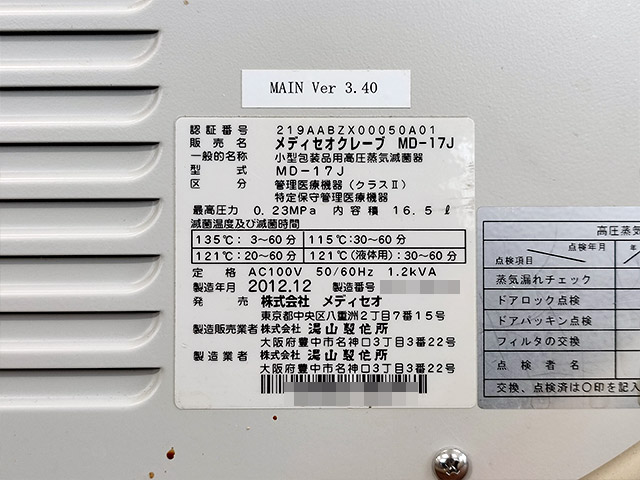 MAIN Ver 3.40
認証番号 219AABZX00050A01
販売名 メディセオクレーブ MD-17J
一般的名称 小型包装品用高圧蒸気滅菌器
型式 MD-17J
区分 管理医療機器（クラスⅡ）
特定保守管理医療機器
最高圧力 0.23MPa 内容積 16.5ℓ
滅菌温度及び滅菌時間
135℃: 3~60分 115℃:30~60分
121℃:20~60分 121℃(液体用):30~60分
定格 AC100V 50/60Hz 1.2kVA
製造年月 2012.12 製造番号
発売 株式会社 メディセオ
東京都中央区八重洲2丁目7番15号
製造販売業者 株式会社 湯山製作所
大阪府豊中市名神口3丁目3番22号
製造業者 株式会社 湯山製作所
大阪府豊中市名神口3丁目3番22号
高圧蒸気
点検年月 年
点検項目
蒸気漏れチェック
ドアロック点検
ドアパッキン点検
フィルタの交換
点検者名
交換、点検済は○印を記入